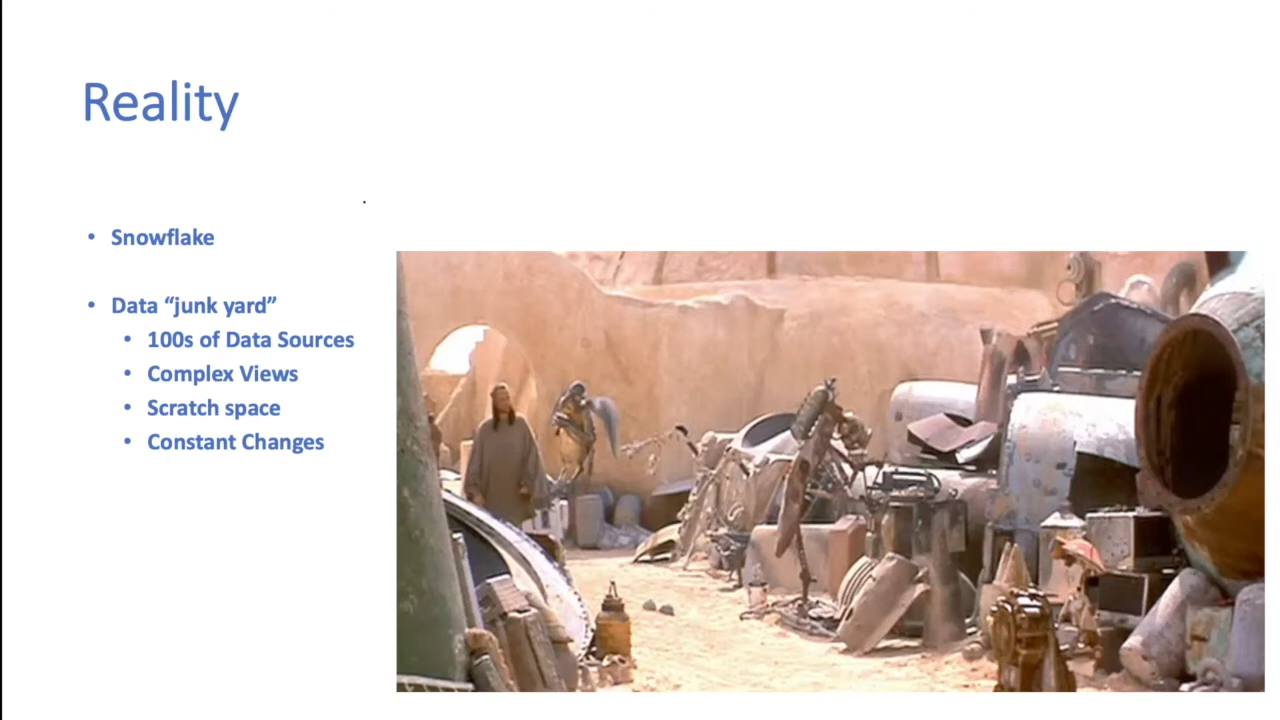 Reality
Snowflake
Data “junk yard”
100s of Data Sources
Complex Views
Scratch space
Constant Changes